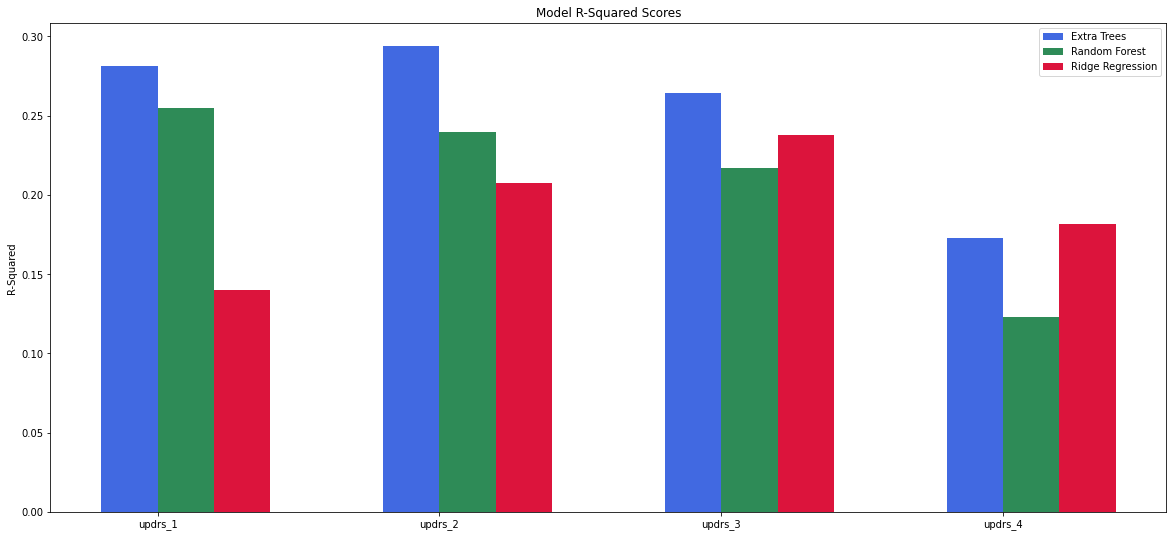 Model R-Squared Scores
Extra Trees
Random Forest
Ridge Regression
R-Squared
0.30
0.25
0.20
0.15
0.10
0.05
0.00
updrs_1 updrs_2 updrs_3 updrs_4